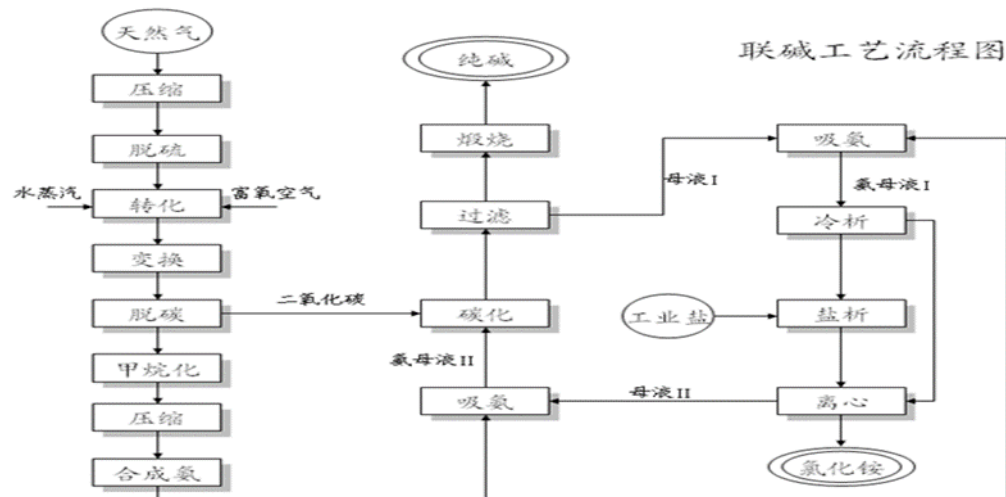 联碱工艺流程图
天然气
压缩
脱硫
水蒸汽
转化
富氧空气
变换
脱碳
二氧化碳
甲烷化
压缩
合成氨
纯碱
煅烧
过滤
母液I
碳化
氨母液II
吸氨
母液II
吸氨
氨母液I
冷析
工业盐
盐析
离心
氯化铵